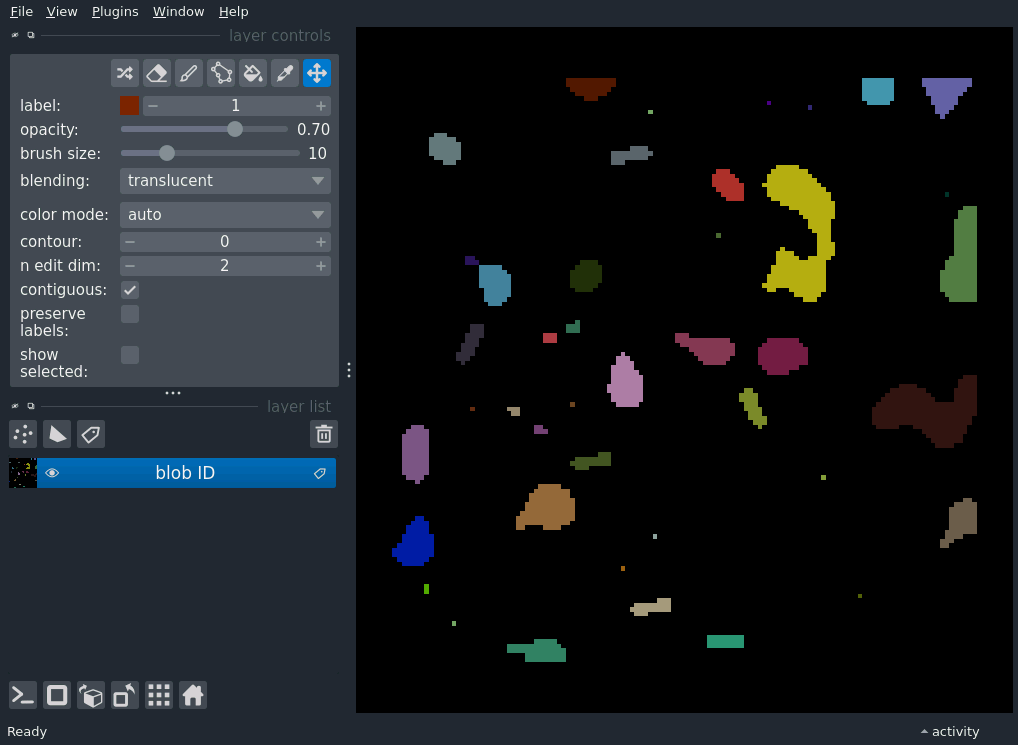 File View Plugins Window Help
layer controls
label: 1
opacity: 0.70
brush size: 10
blending: translucent
color mode: auto
contour: 0
n edit dim: 2
contiguous:
preserve
labels:
show
selected:
layer list
blob ID
Ready
activity